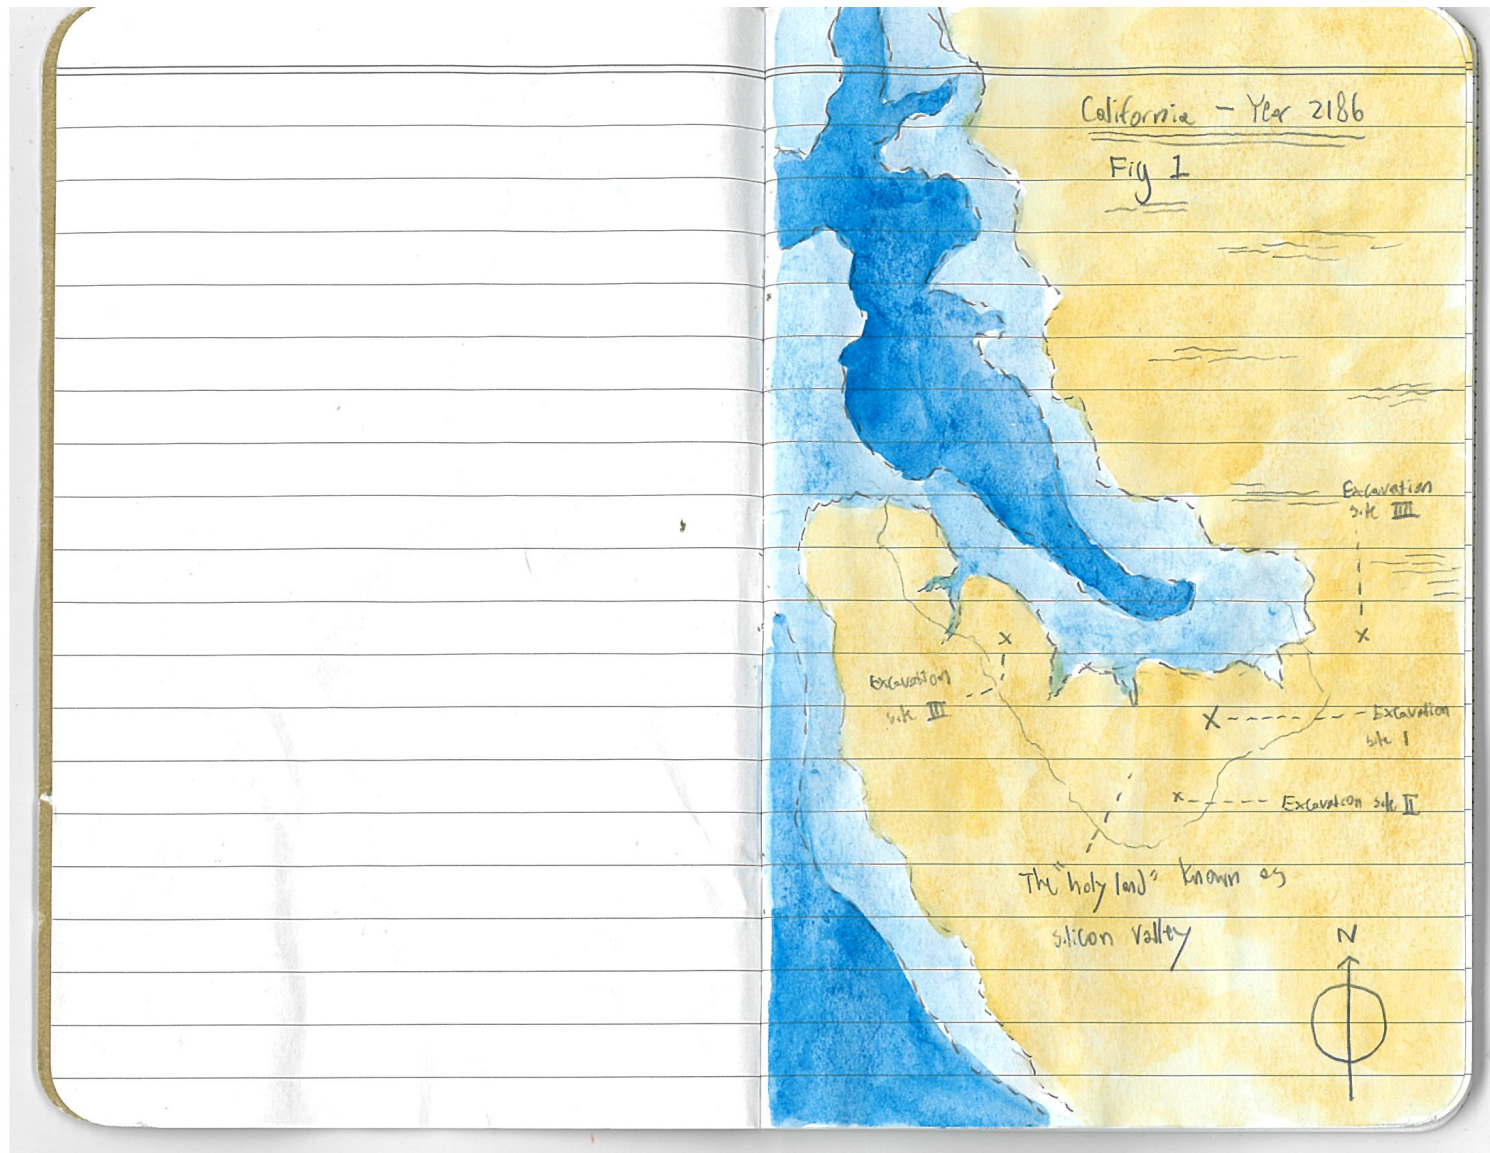 California - Year 2186
Fig 1
Excavation
site IIII
Excavation
site III
Excavation
site I
Excavation site II
The "holy land" known as
silicon valley
N